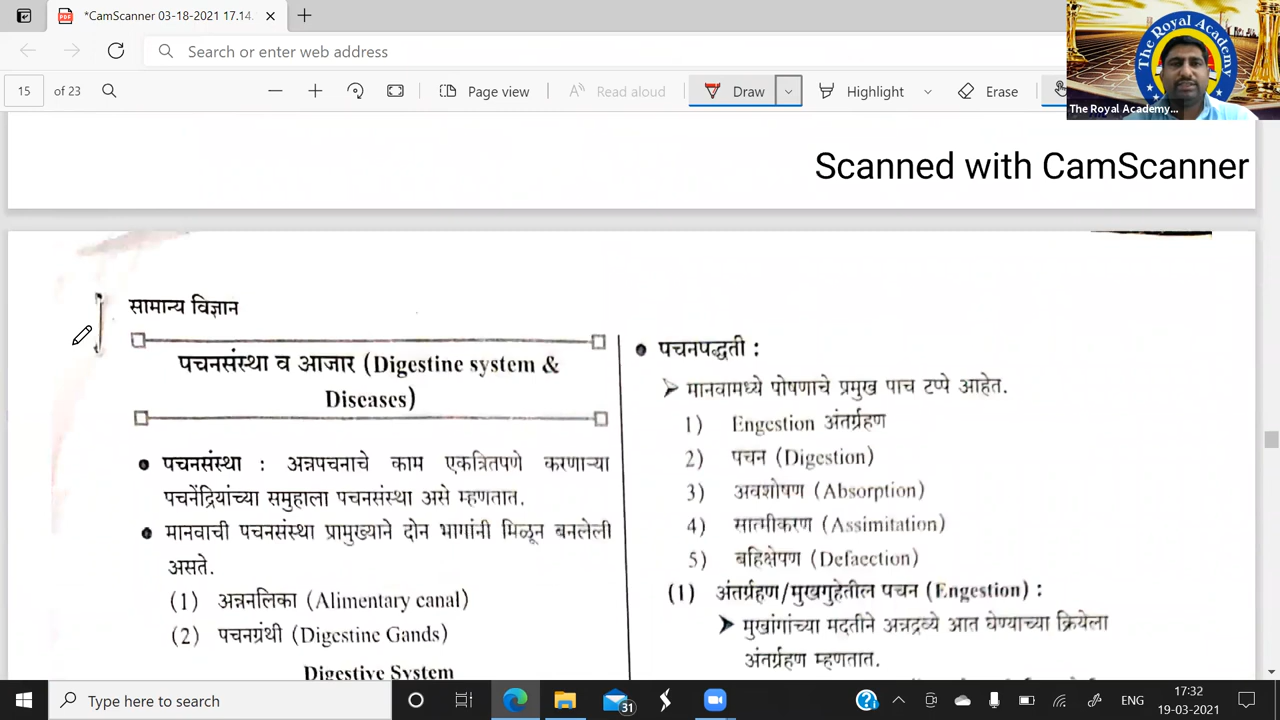 *CamScanner 03-18-2021 17.14.
Search or enter web address
15 of 23
Page view
Read aloud
Draw
Highlight
Erase
The Royal Academy
The Royal Academy...
Scanned with CamScanner
सामान्य विज्ञान
पचनसंस्था व आजार (Digestine system &
Diseases)
● पचनसंस्था : अन्नपचनाचे काम एकत्रितपणे करणाऱ्या
पचनेंद्रियांच्या समुहाला पचनसंस्था असे म्हणतात.
● मानवाची पचनसंस्था प्रामुख्याने दोन भागांनी मिळून बनलेली
असते.
(1) अन्ननलिका (Alimentary canal)
(2) पचनग्रंथी (Digestine Gands)
Digestive System
● पचनपद्धती :
➤ मानवामध्ये पोषणाचे प्रमुख पाच टप्पे आहेत.
1) Engestion अंतर्ग्रहण
2) पचन (Digestion)
3) अवशोषण (Absorption)
4) सात्मीकरण (Assimitation)
5) बहिक्षेपण (Defaection)
(1) अंतर्ग्रहण/मुखगुहेतील पचन (Engestion) :
➤ मुखांगांच्या मदतीने अन्नद्रव्ये आत घेण्याच्या क्रियेला
अंतर्ग्रहण म्हणतात.
Type here to search
31
ENG
17:32
19-03-2021